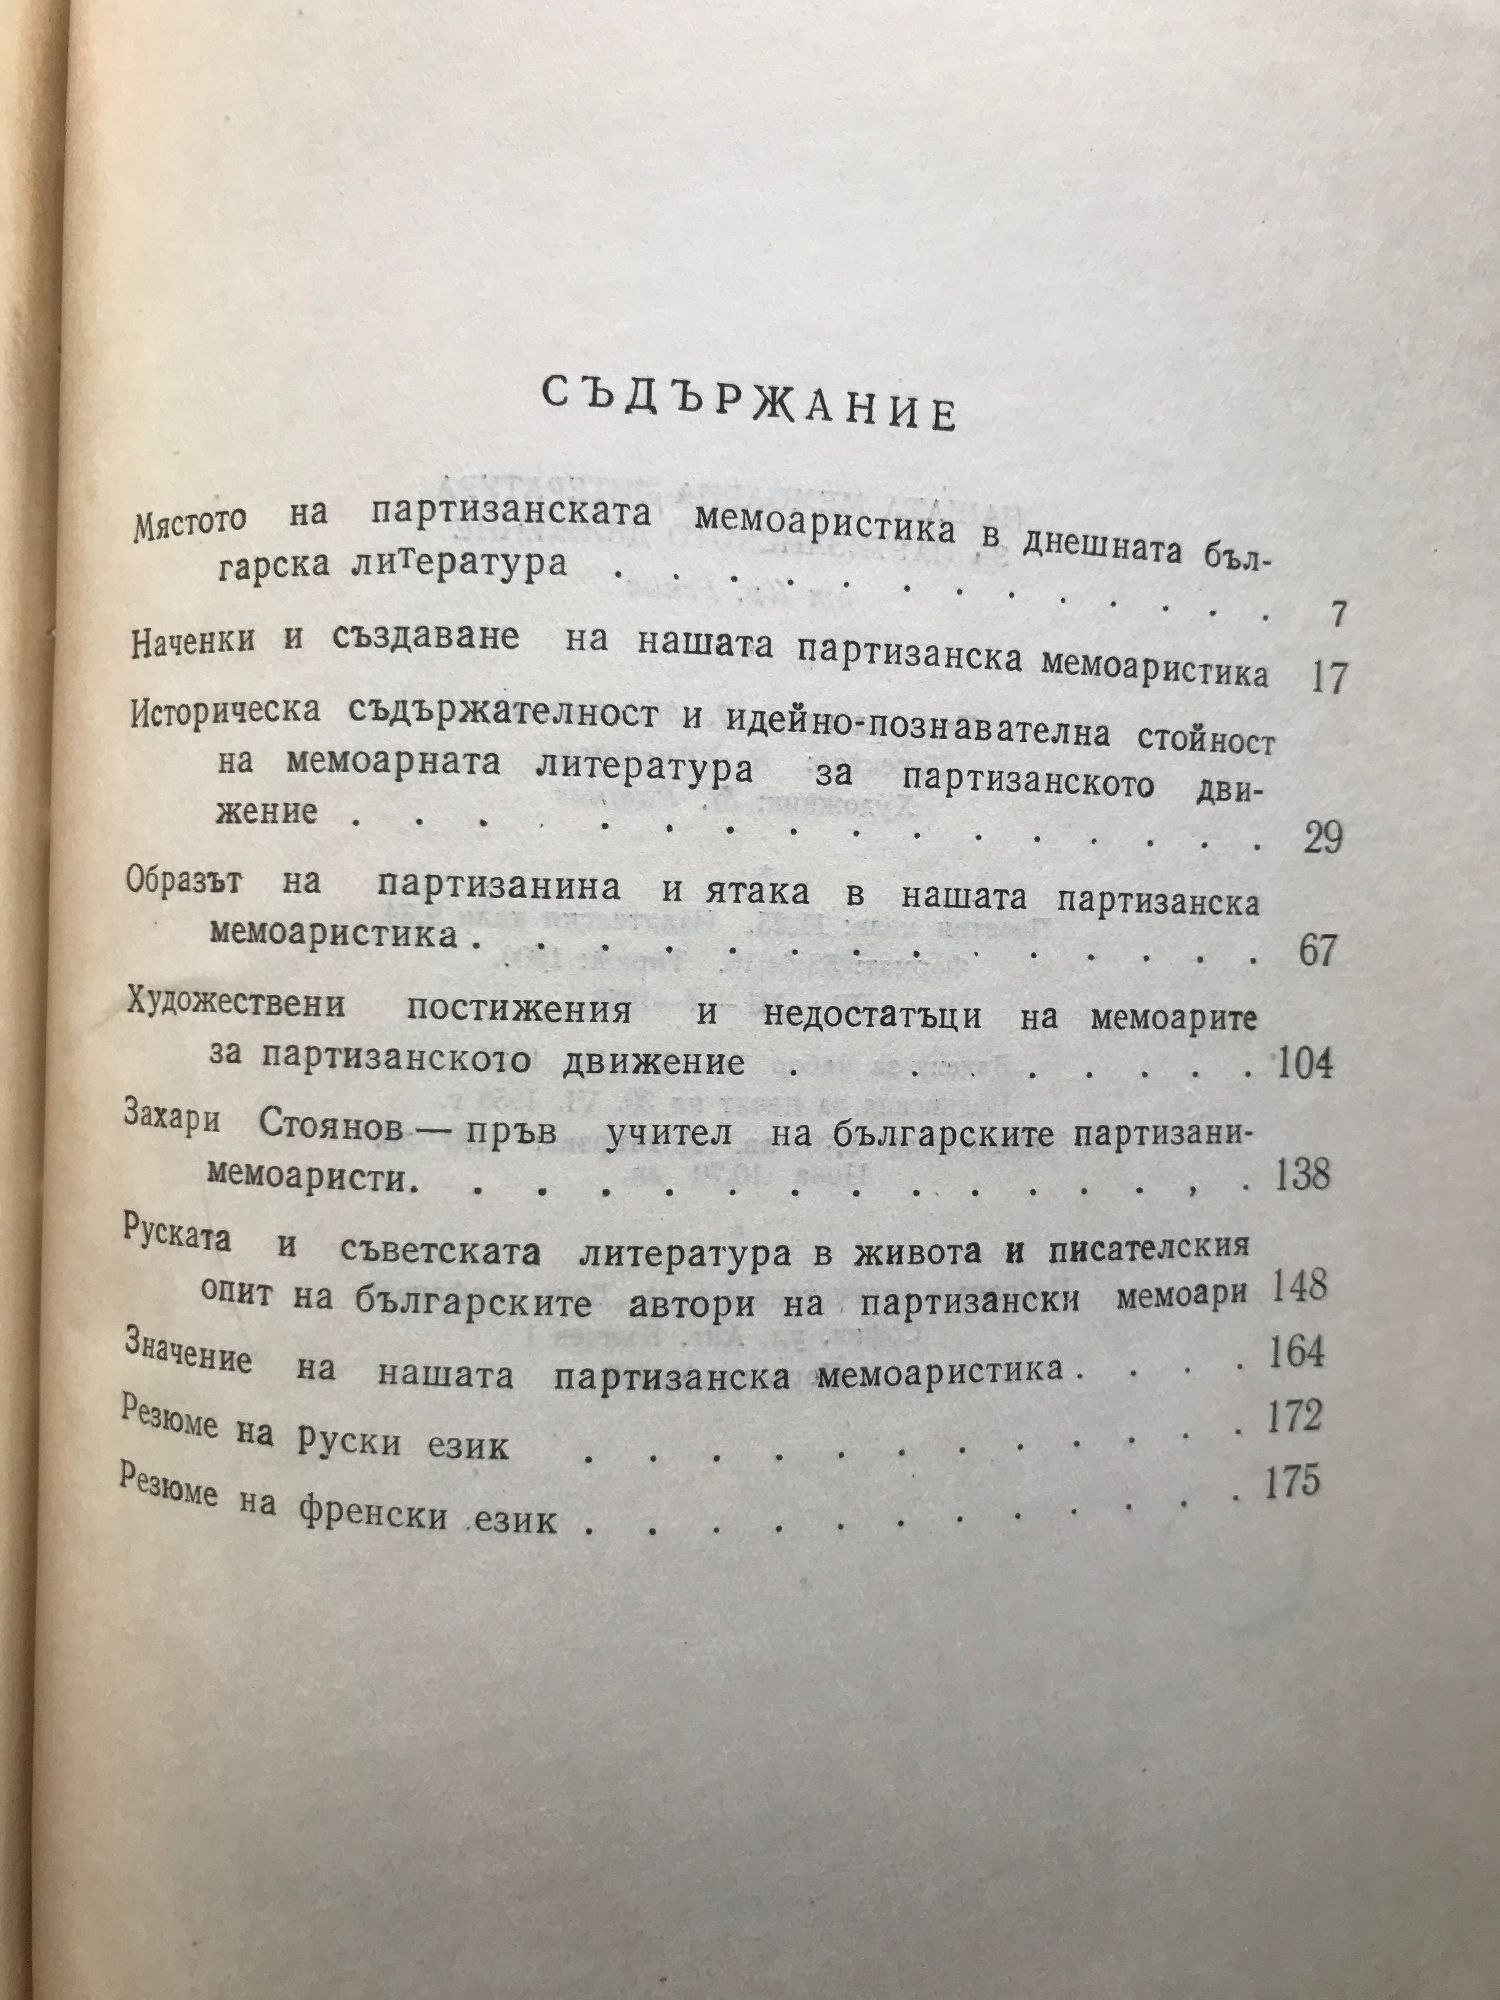 СЪДЪРЖАНИЕ
Мястото на партизанската мемоаристика в днешната бъл-
гарска литература . . . . . . . . . . . . 7
Наченки и създаване на нашата партизанска мемоаристика 17
Историческа съдържателност и идейно-познавателна стойност
на мемоарната литература за партизанското дви-
жение . . . . . . . . . . . . . . . . 29
Образът на партизанина и ятака в нашата партизанска
мемоаристика . . . . . . . . . . . . . . 67
Художествени постижения и недостатъци на мемоарите
за партизанското движение . . . . . . . . 104
Захари Стоянов — пръв учител на българските партизани-
мемоаристи. . . . . . . . . . . . . . , . 138
Руската и съветската литература в живота и писателския
опит на българските автори на партизански мемоари 148
Значение на нашата партизанска мемоаристика . . . . 164
Резюме на руски език . . . . . . . . . . . . 172
Резюме на френски език . . . . . . . . . . . . 175